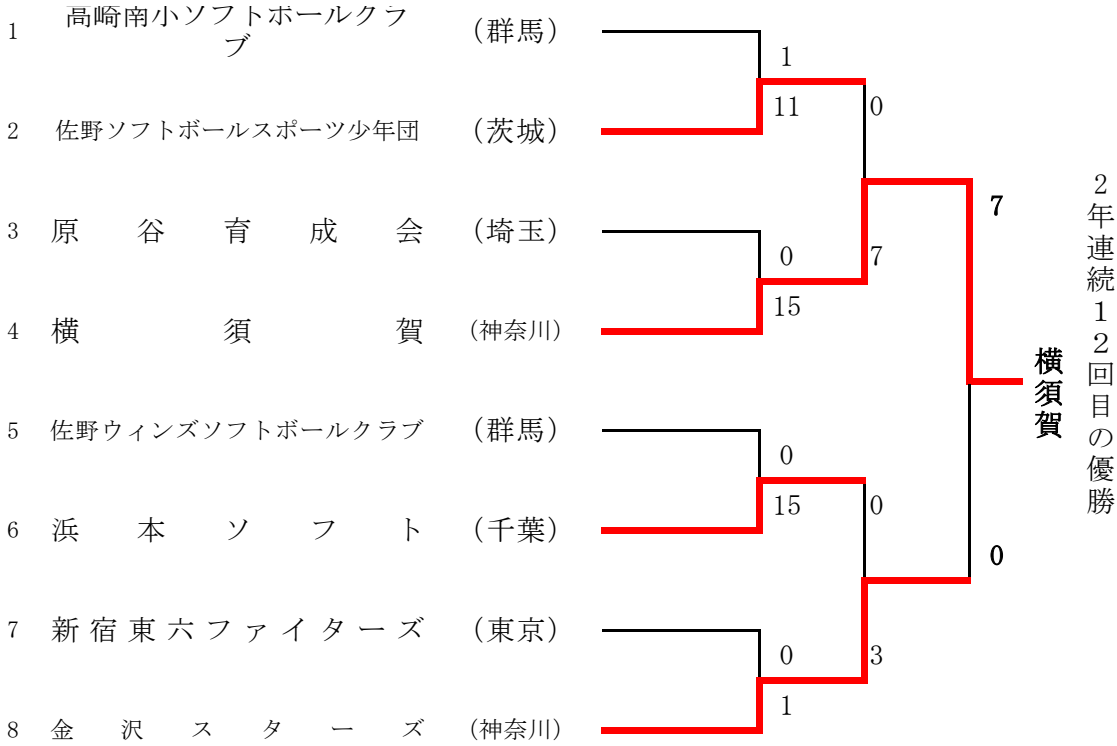 1 高崎南小ソフトボールクラ
ブ (群馬)
1
11
0
2 佐野ソフトボールスポーツ少年団 (茨城)
7
3 原谷育成会 (埼玉)
0
7
15
4 横須賀 (神奈川)
横須賀
2年連続12回目の優勝
5 佐野ウィンズソフトボールクラブ (群馬)
0
15
0
6 浜本ソフト (千葉)
0
7 新宿東六ファイターズ (東京)
0
3
1
8 金沢スターズ (神奈川)